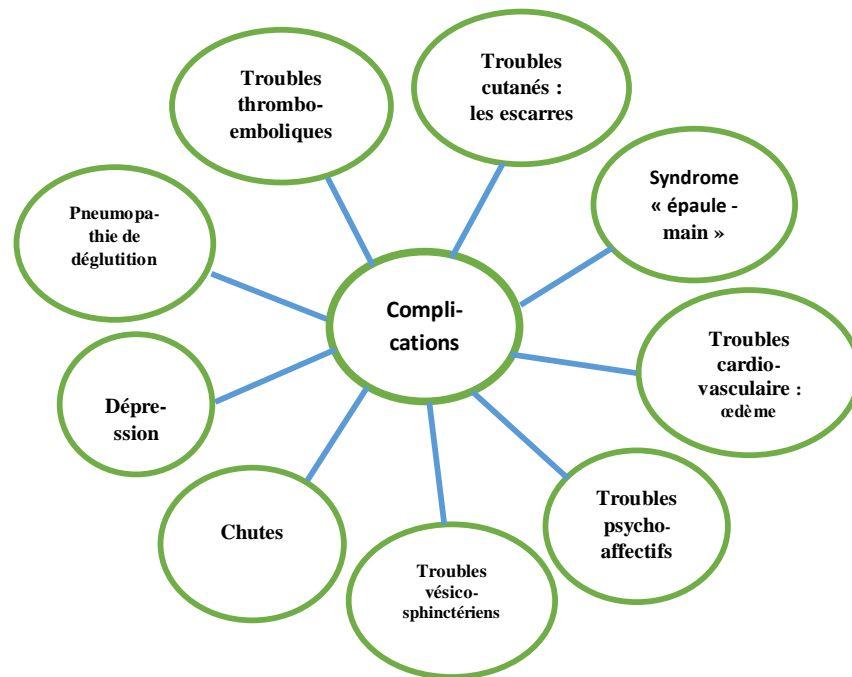 Compli-
cations
Troubles
thrombo-
emboliques
Troubles
cutanés :
les escarres
Syndrome
« épaule -
main »
Troubles
cardio-
vasculaire :
œdème
Troubles
psycho-
affectifs
Troubles
vésico-
sphinctériens
Chutes
Dépre-
ssion
Pneumopa-
thie de
déglutition